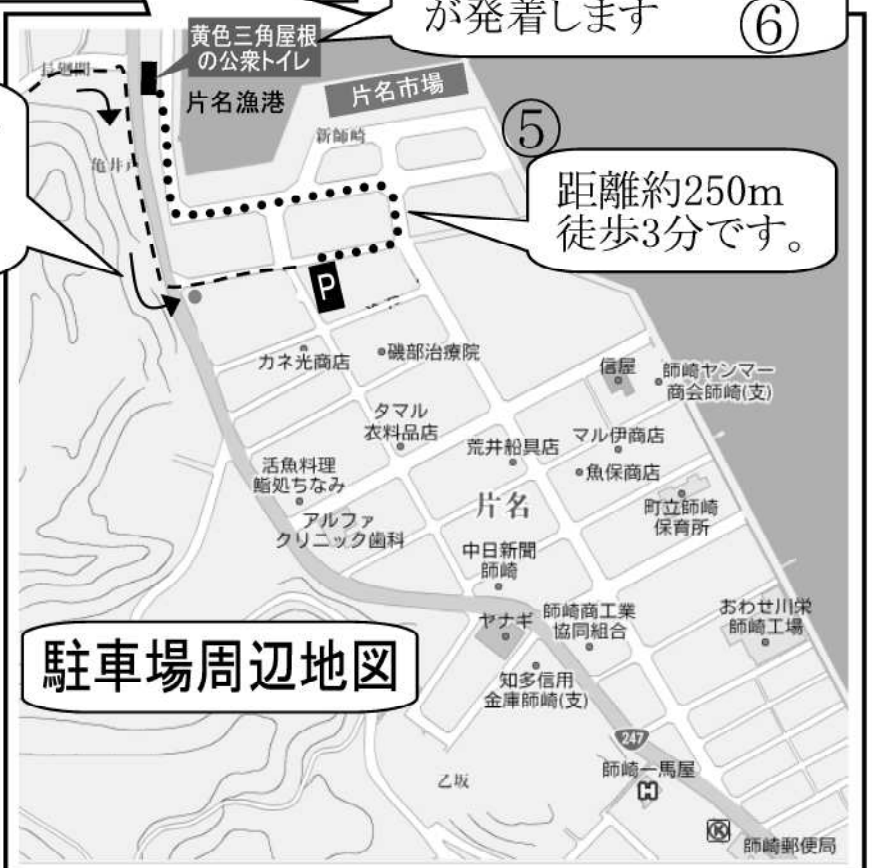 が発着します
⑥
黄色三角屋根
の公衆トイレ
長廻間
片名漁港
片名市場
⑤
新師崎
亀井戸
距離約250m
徒歩3分です。
P
カネ光商店
磯部治療院
信屋
師崎ヤンマー
商会師崎(支)
タマル
衣料品店
荒井船具店
マル伊商店
魚保商店
活魚料理
鮨処ちなみ
アルファ
クリニック歯科
片名
町立師崎
保育所
中日新聞
師崎
ヤナギ
師崎商工業
協同組合
おわせ川栄
師崎工場
駐車場周辺地図
知多信用
金庫師崎(支)
247
師崎一馬屋
H
乙坂
K
師崎郵便局